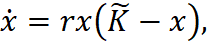 ẋ = rx(K̃ − x),